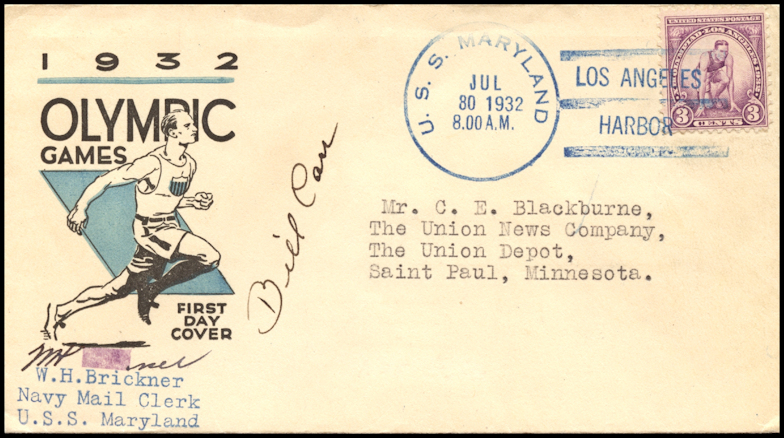 1932
OLYMPIC
GAMES
FIRST
DAY
COVER
W.H.Brickner
Navy Mail Clerk
U.S.S. Maryland
Bill Carr
U. S. S. MARYLAND
JUL
80 1932
8.00 A.M.
LOS ANGELES
HARBOR
UNITED STATES POSTAGE
3 CENTS 3
Mr. C. E. Blackburne,
The Union News Company,
The Union Depot,
Saint Paul, Minnesota.